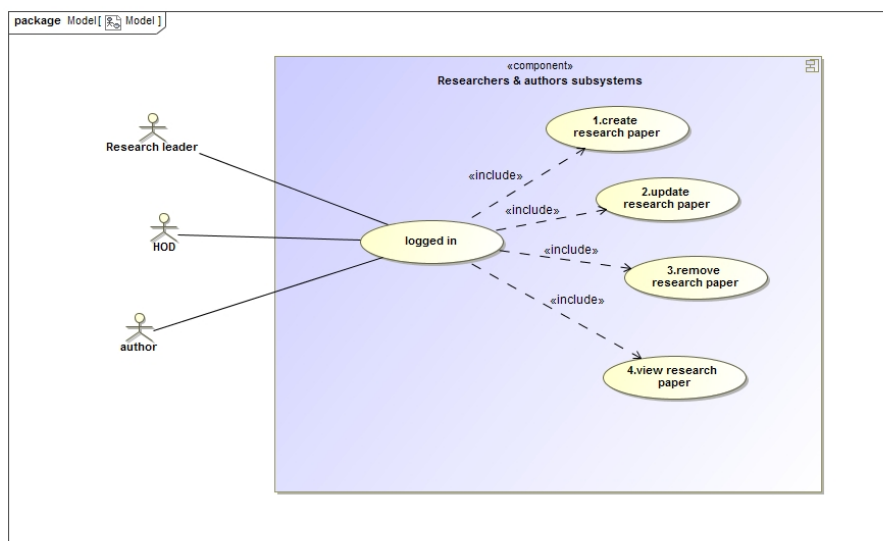 package Model [ Model ]
«component»
Researchers & authors subsystems
1.create
research paper
Research leader
«include»
2.update
research paper
«include»
HOD
logged in
«include»
3.remove
research paper
«include»
author
4.view research
paper